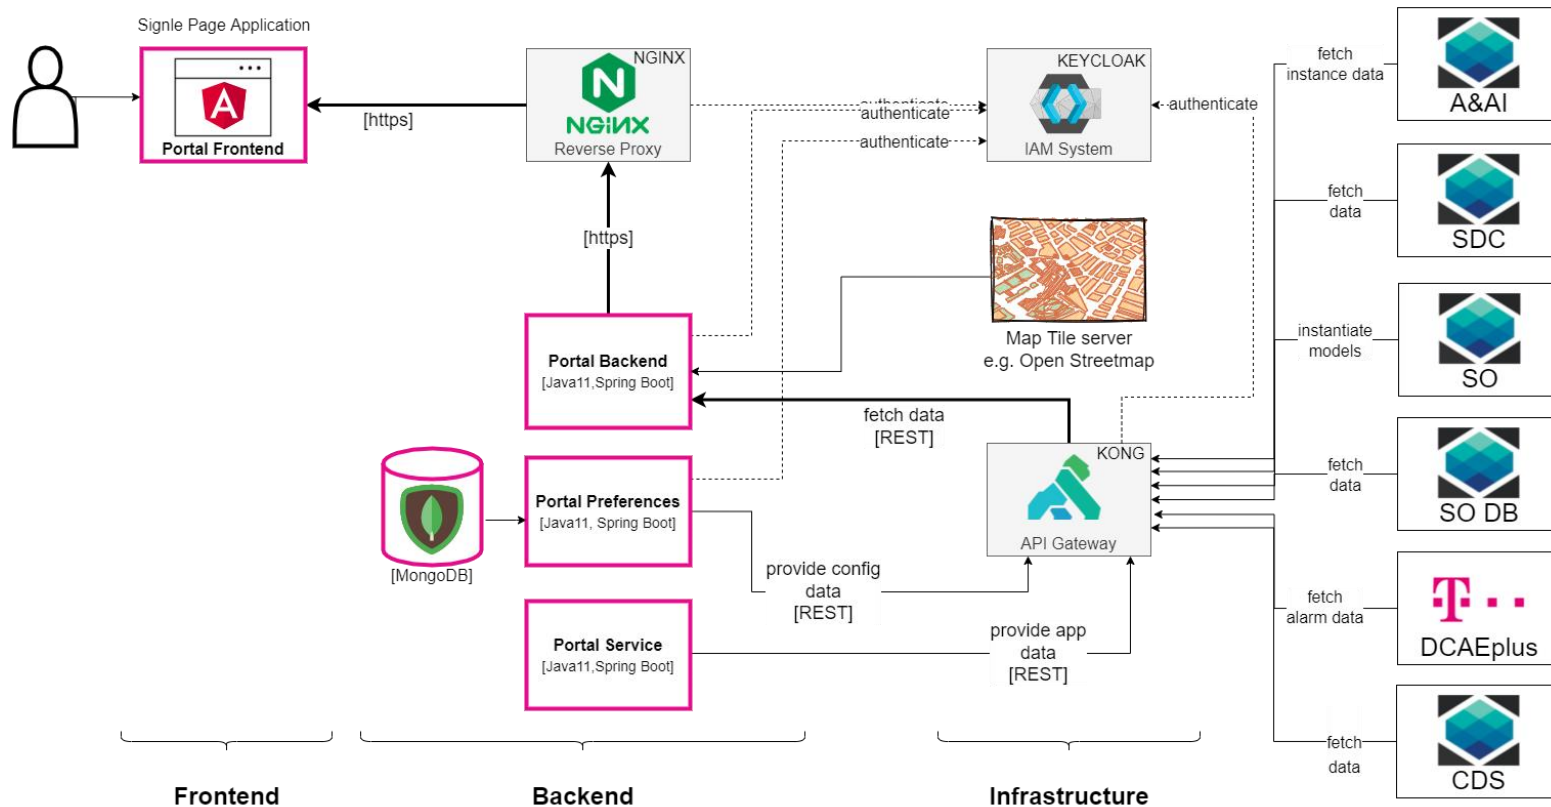 Signle Page Application
Portal Frontend
[https]
NGINX
NGiNX
Reverse Proxy
authenticate
authenticate
authenticate
KEYCLOAK
IAM System
authenticate
[https]
Map Tile server
e.g. Open Streetmap
Portal Backend
[Java11,Spring Boot]
fetch data
[REST]
KONG
API Gateway
[MongoDB]
Portal Preferences
[Java11, Spring Boot]
provide config
data
[REST]
Portal Service
[Java11,Spring Boot]
provide app
data
[REST]
fetch
instance data
A&AI
fetch
data
SDC
instantiate
models
SO
fetch
data
SO DB
fetch
alarm data
T
DCAEplus
fetch
data
CDS
Frontend
Backend
Infrastructure